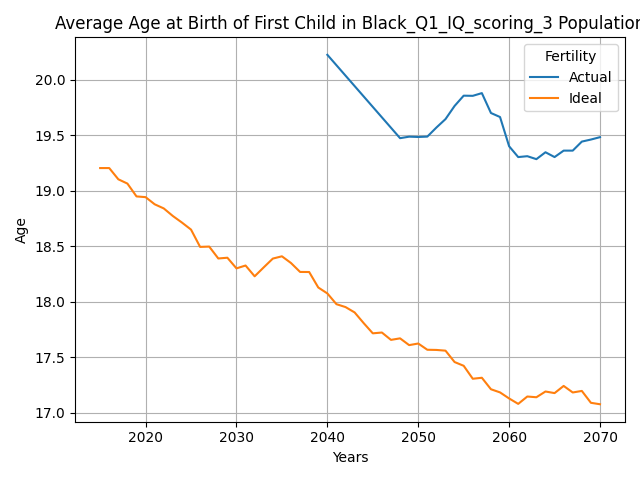 Average Age at Birth of First Child in Black_Q1_IQ_scoring_3 Population
Fertility
Actual
Ideal
20.0
19.5
19.0
18.5
18.0
17.5
17.0
Age
2020 2030 2040 2050 2060 2070
Years